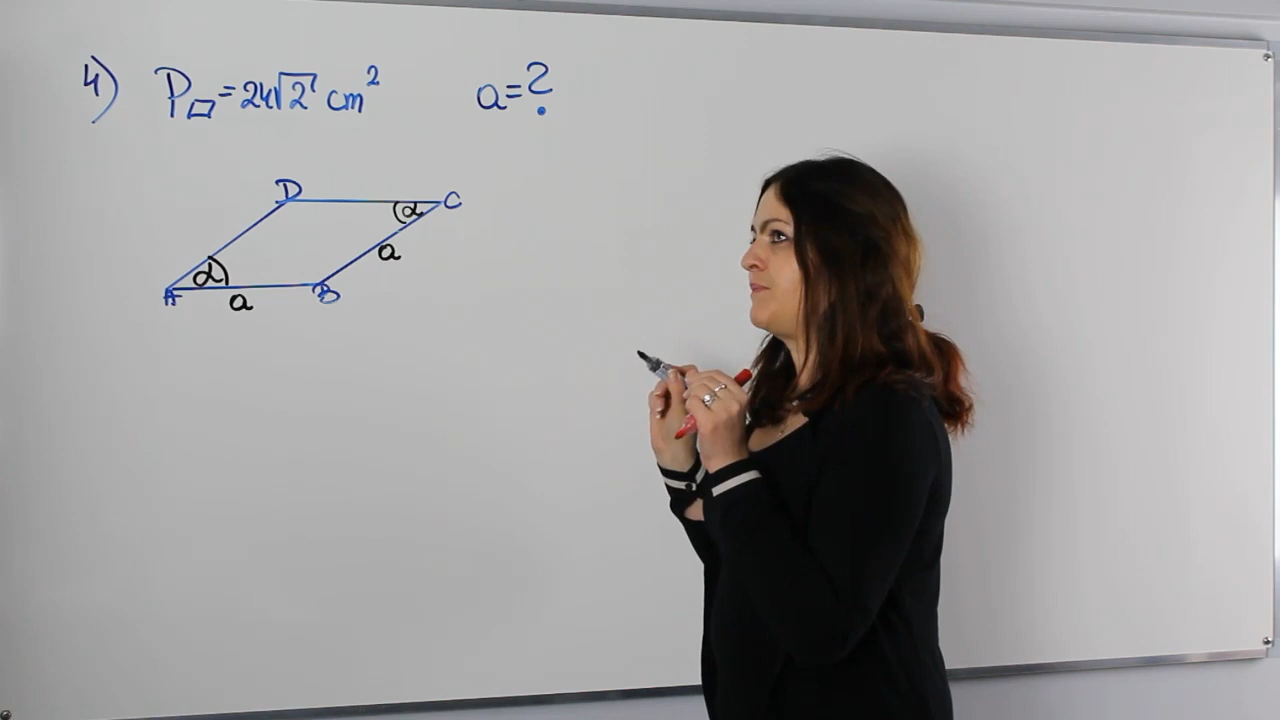 4) P▱ = 24√2 cm² a = ?
D C
α
a
α
A a B